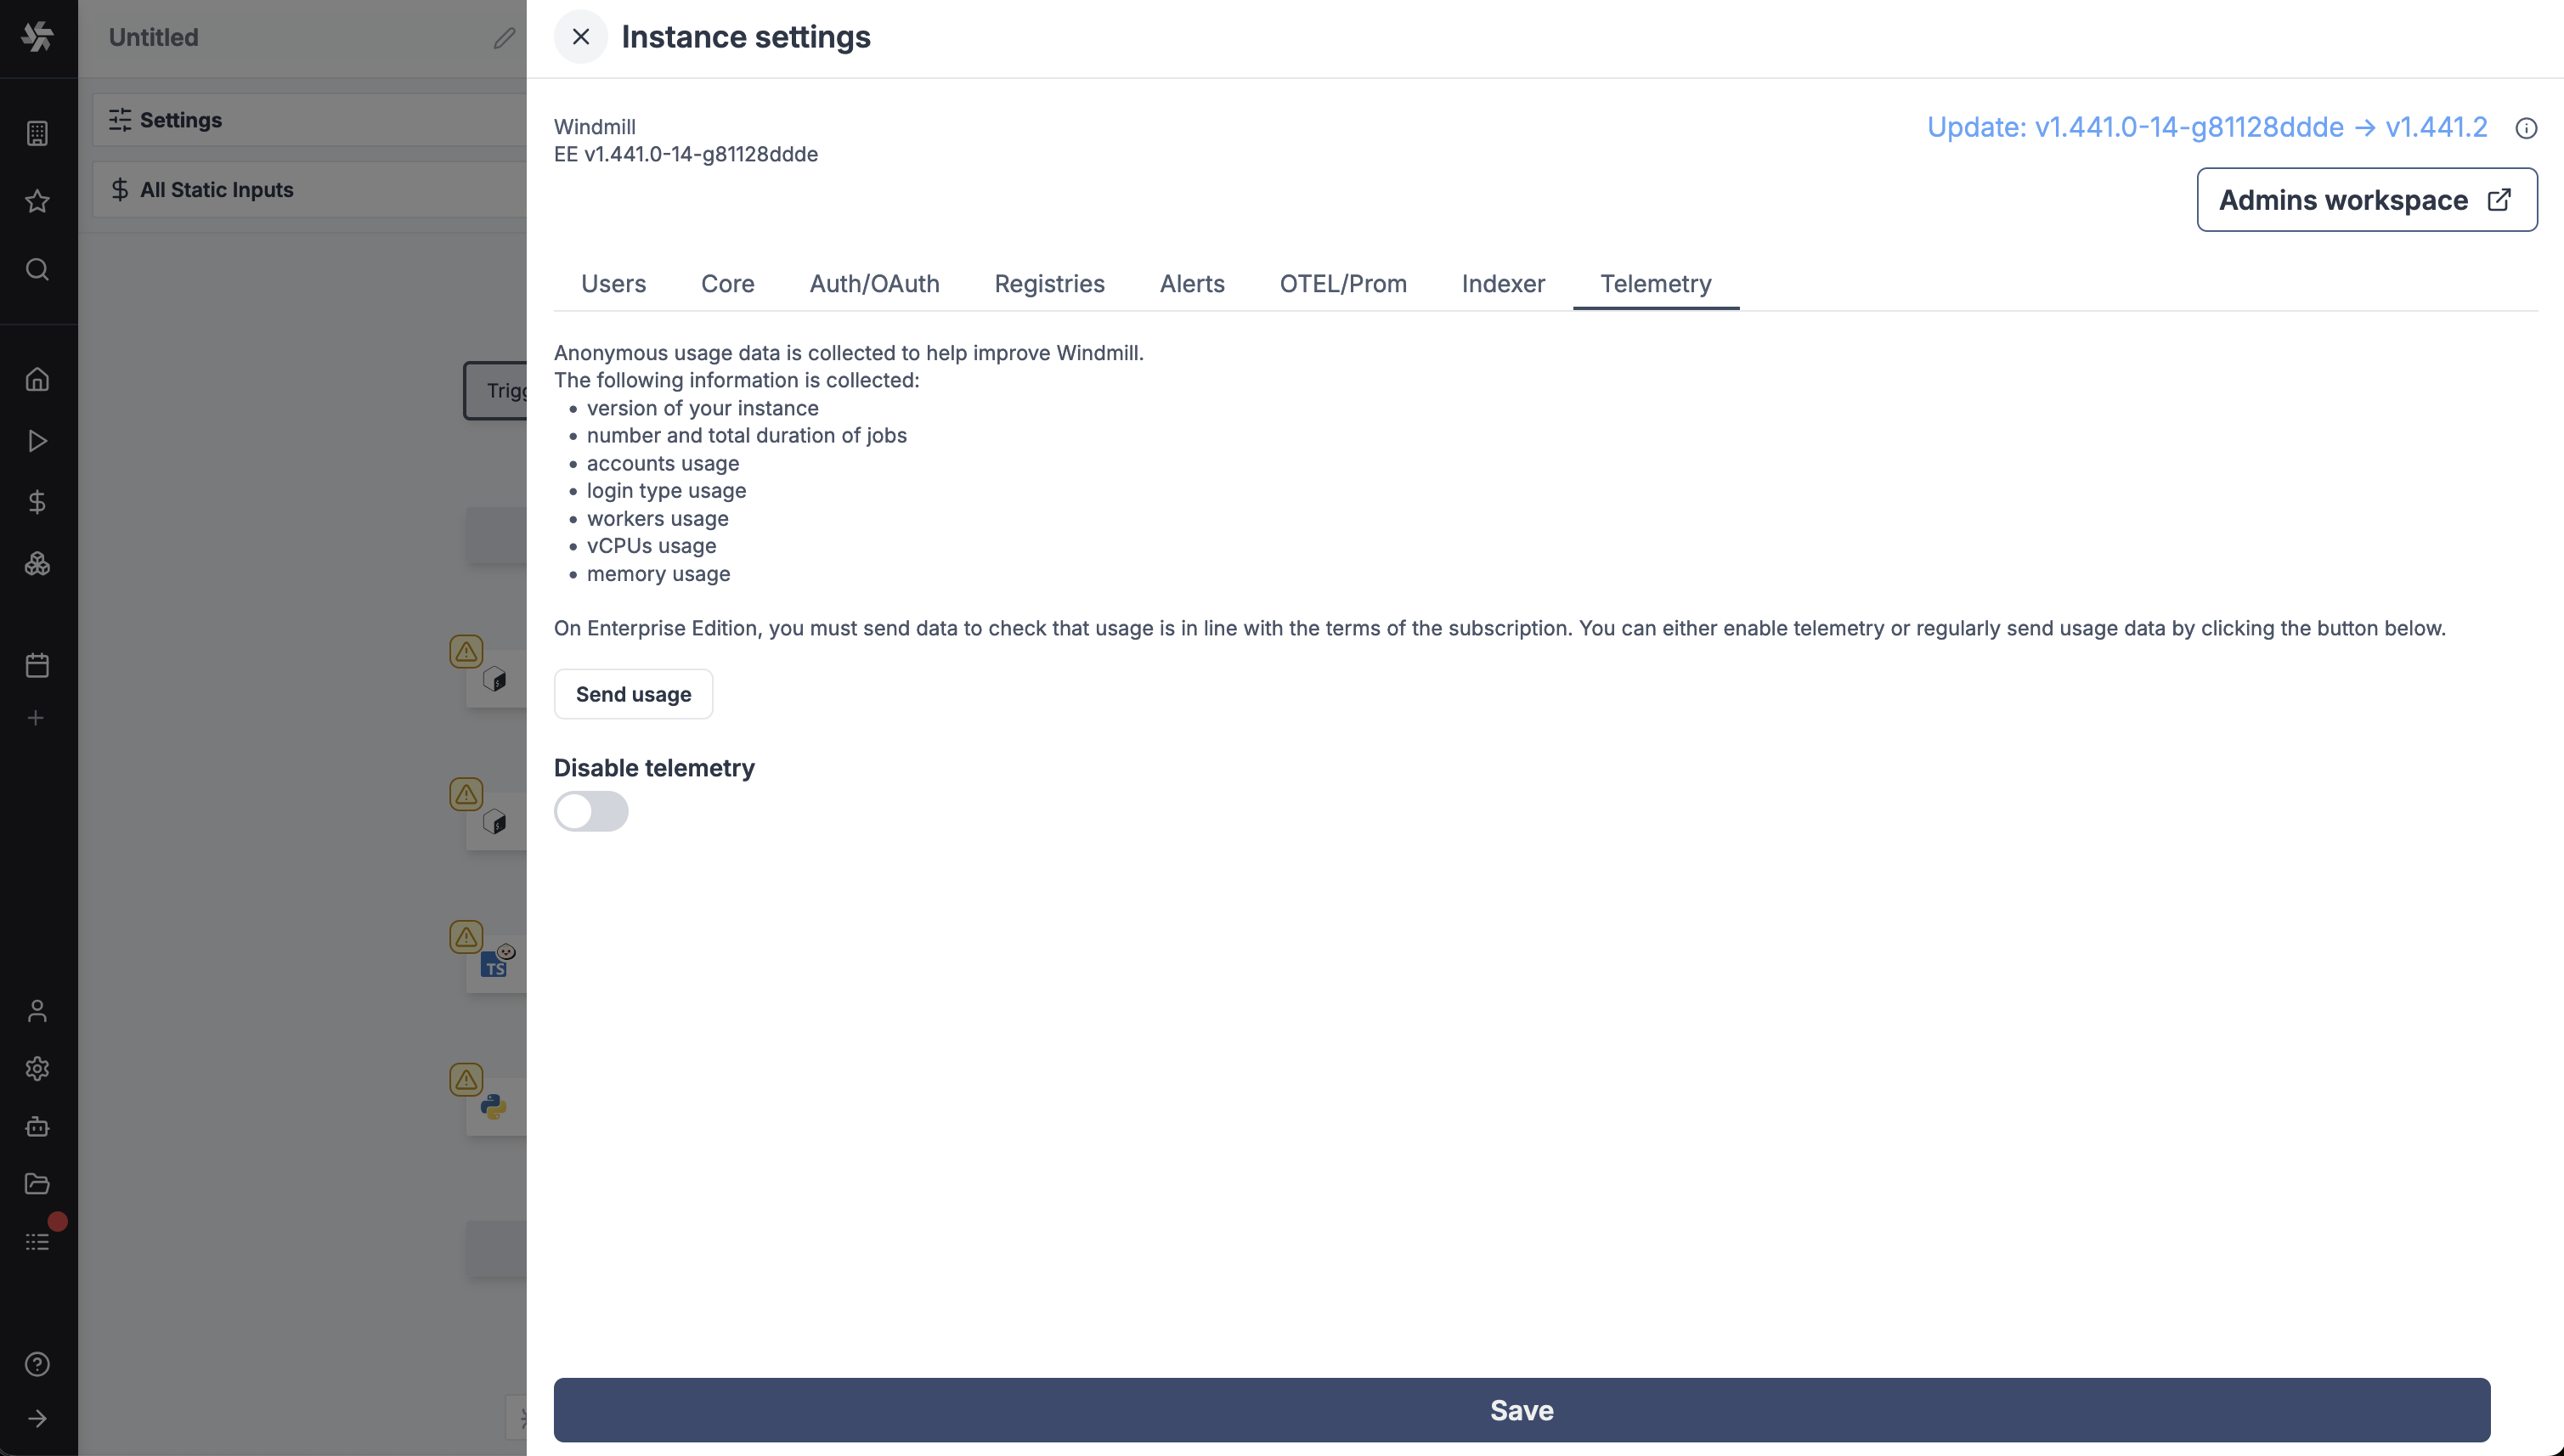 Untitled
Instance settings
Settings
All Static Inputs
Trigg
Windmill
EE v1.441.0-14-g81128ddde
Update: v1.441.0-14-g81128ddde → v1.441.2
Admins workspace
Users Core Auth/OAuth Registries Alerts OTEL/Prom Indexer Telemetry
Anonymous usage data is collected to help improve Windmill.
The following information is collected:
• version of your instance
• number and total duration of jobs
• accounts usage
• login type usage
• workers usage
• vCPUs usage
• memory usage
On Enterprise Edition, you must send data to check that usage is in line with the terms of the subscription. You can either enable telemetry or regularly send usage data by clicking the button below.
Send usage
Disable telemetry
TS
Save